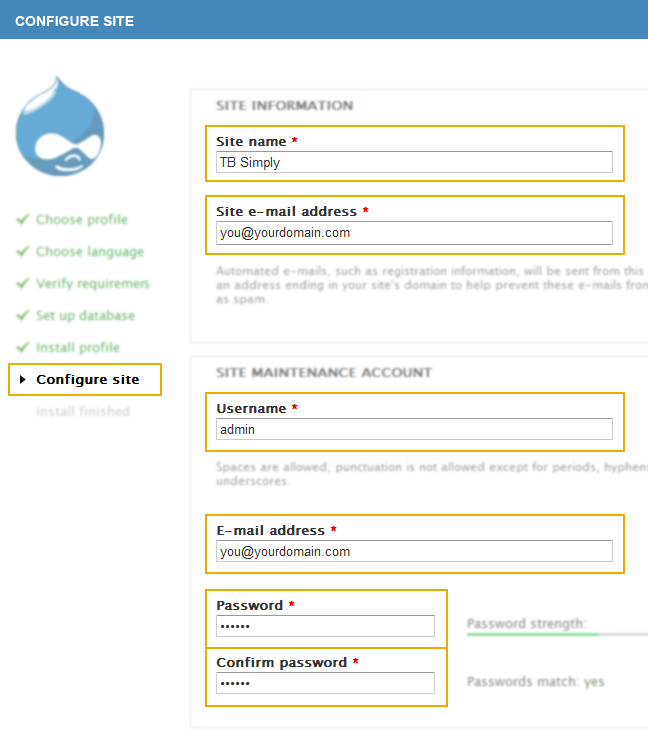 CONFIGURE SITE
SITE INFORMATION
Site name *
TB Simply
Site e-mail address *
you@yourdomain.com
Automated e-mails, such as registration information, will be sent from this
an address ending in your site's domain to help prevent these e-mails from
as spam.
Choose profile
Choose language
Verify requiremen
Set up database
Install profile
Configure site
Install finished
SITE MAINTENANCE ACCOUNT
Username *
admin
Spaces are allowed; punctuation is not allowed except for periods, hyphens
underscores.
E-mail address *
you@yourdomain.com
Password *
••••••
Password strength:
Confirm password *
••••••
Passwords match: yes